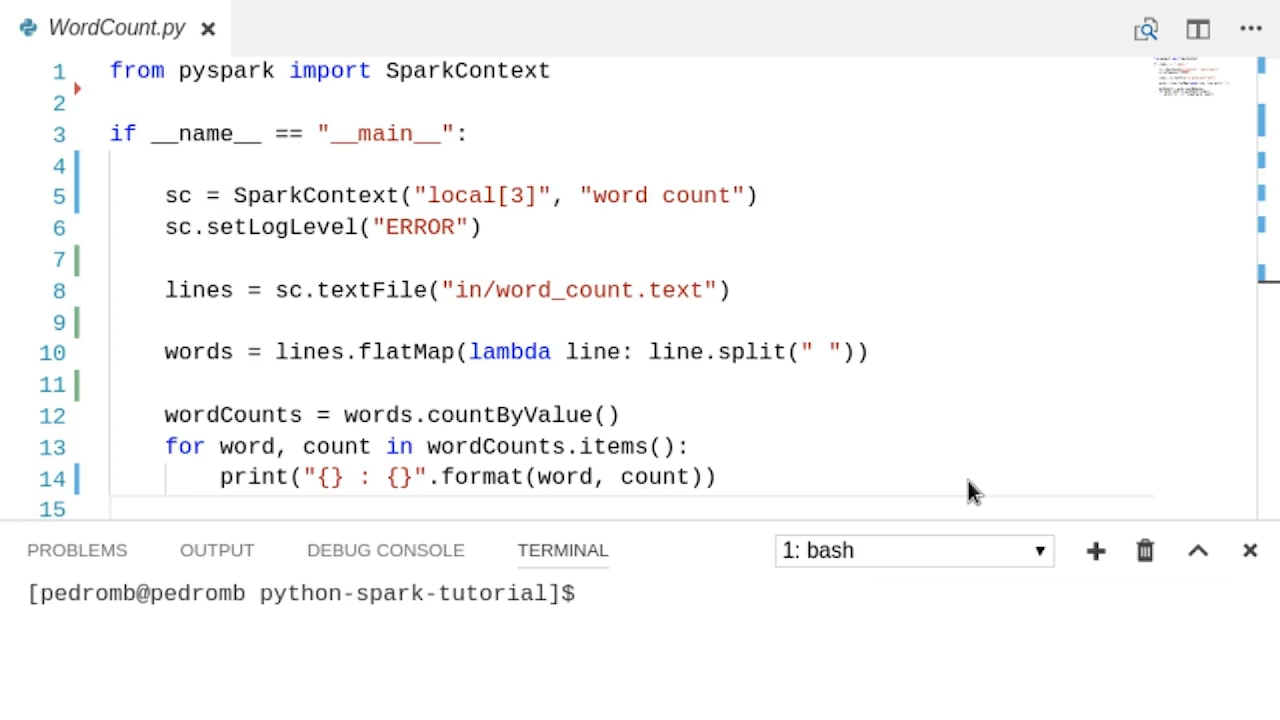 WordCount.py
1 from pyspark import SparkContext
2
3 if __name__ == "__main__":
4
5     sc = SparkContext("local[3]", "word count")
6     sc.setLogLevel("ERROR")
7
8     lines = sc.textFile("in/word_count.text")
9
10     words = lines.flatMap(lambda line: line.split(" "))
11
12     wordCounts = words.countByValue()
13     for word, count in wordCounts.items():
14         print("{} : {}".format(word, count))
15
PROBLEMS OUTPUT DEBUG CONSOLE TERMINAL 1: bash
[pedromb@pedromb python-spark-tutorial]$